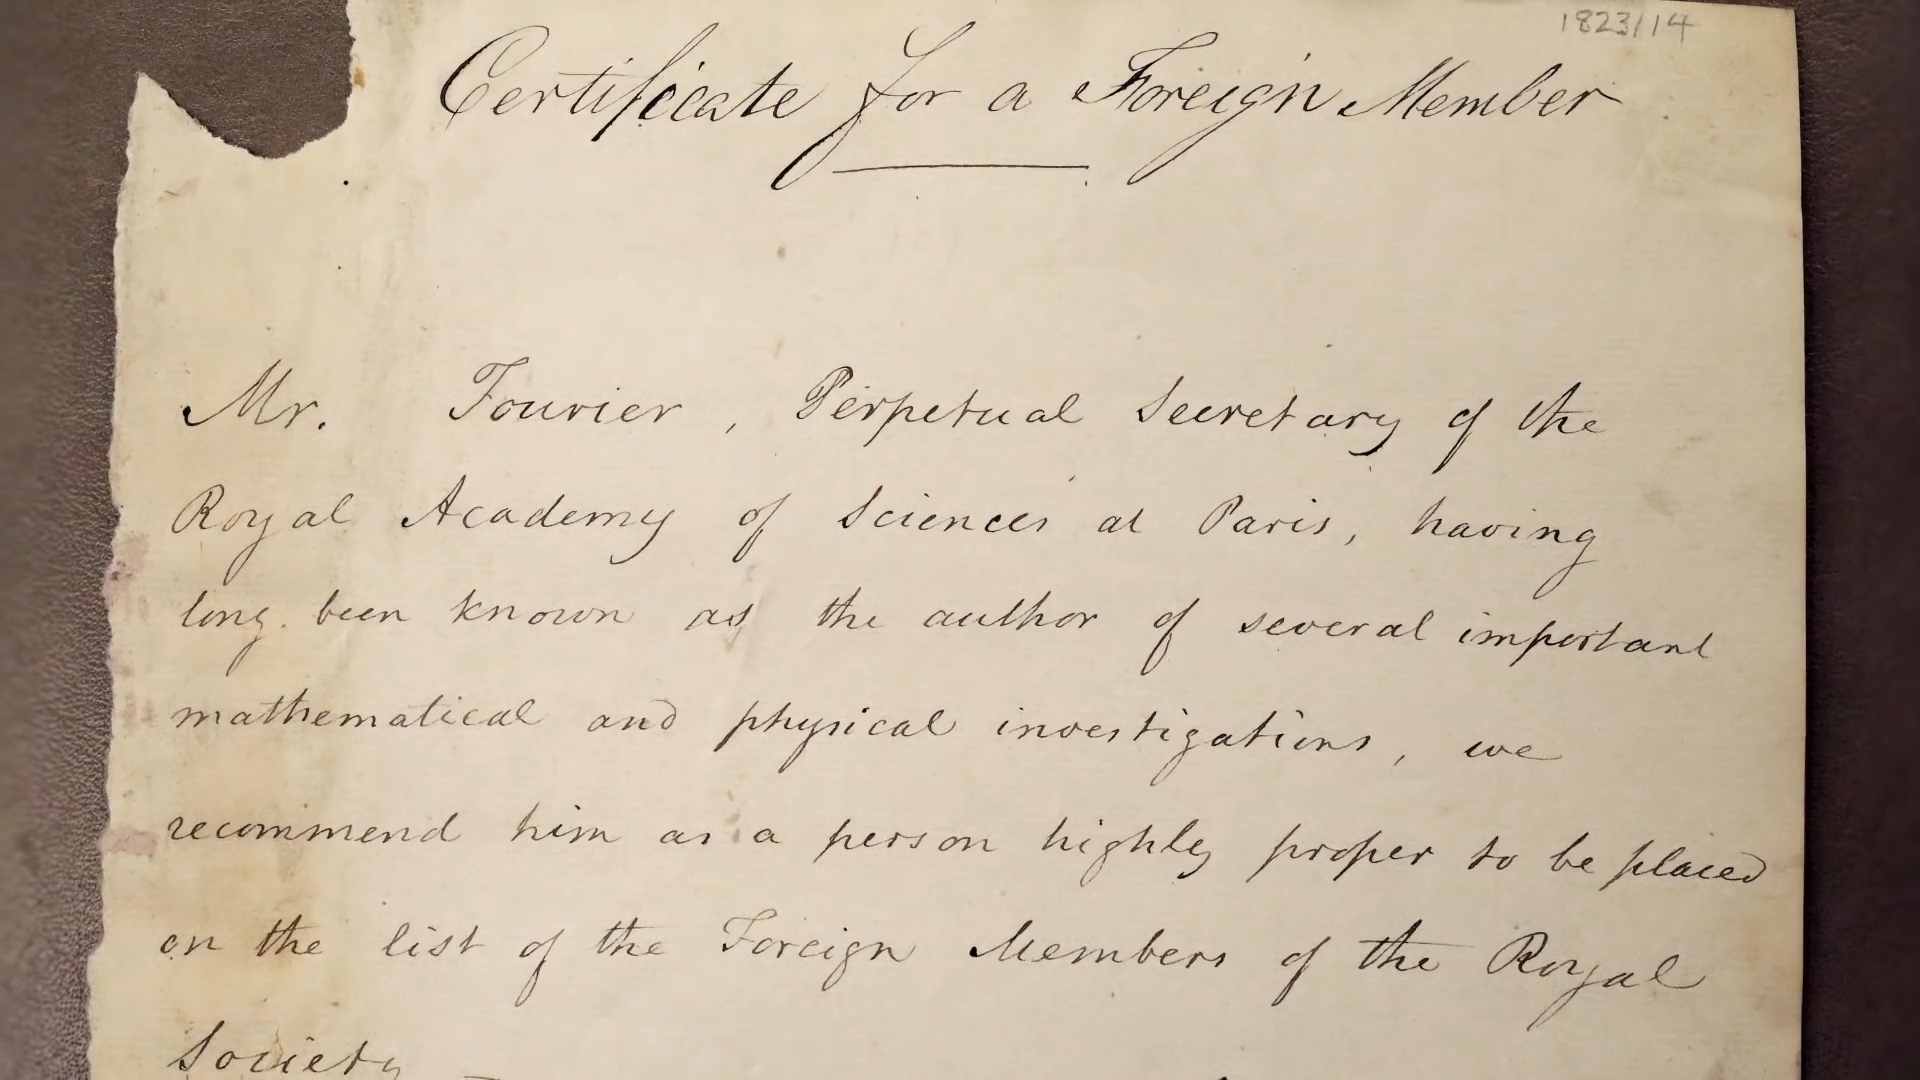 1823/14
Certificate for a Foreign Member
Mr. Fourier, Perpetual Secretary of the
Royal Academy of Sciences at Paris, having
long been known as the author of several important
mathematical and physical investigations, we
recommend him as a person highly proper to be placed
on the list of the Foreign Members of the Royal
Society